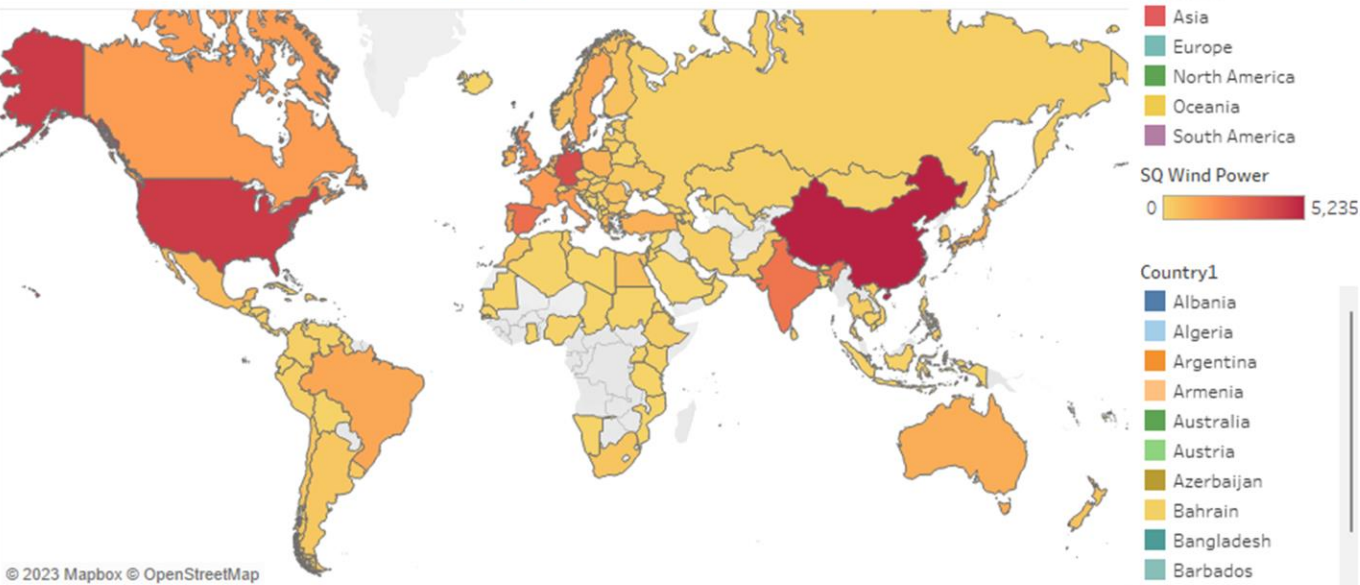 Asia
Europe
North America
Oceania
South America
SQ Wind Power
0 5,235
Country1
Albania
Algeria
Argentina
Armenia
Australia
Austria
Azerbaijan
Bahrain
Bangladesh
Barbados
© 2023 Mapbox © OpenStreetMap